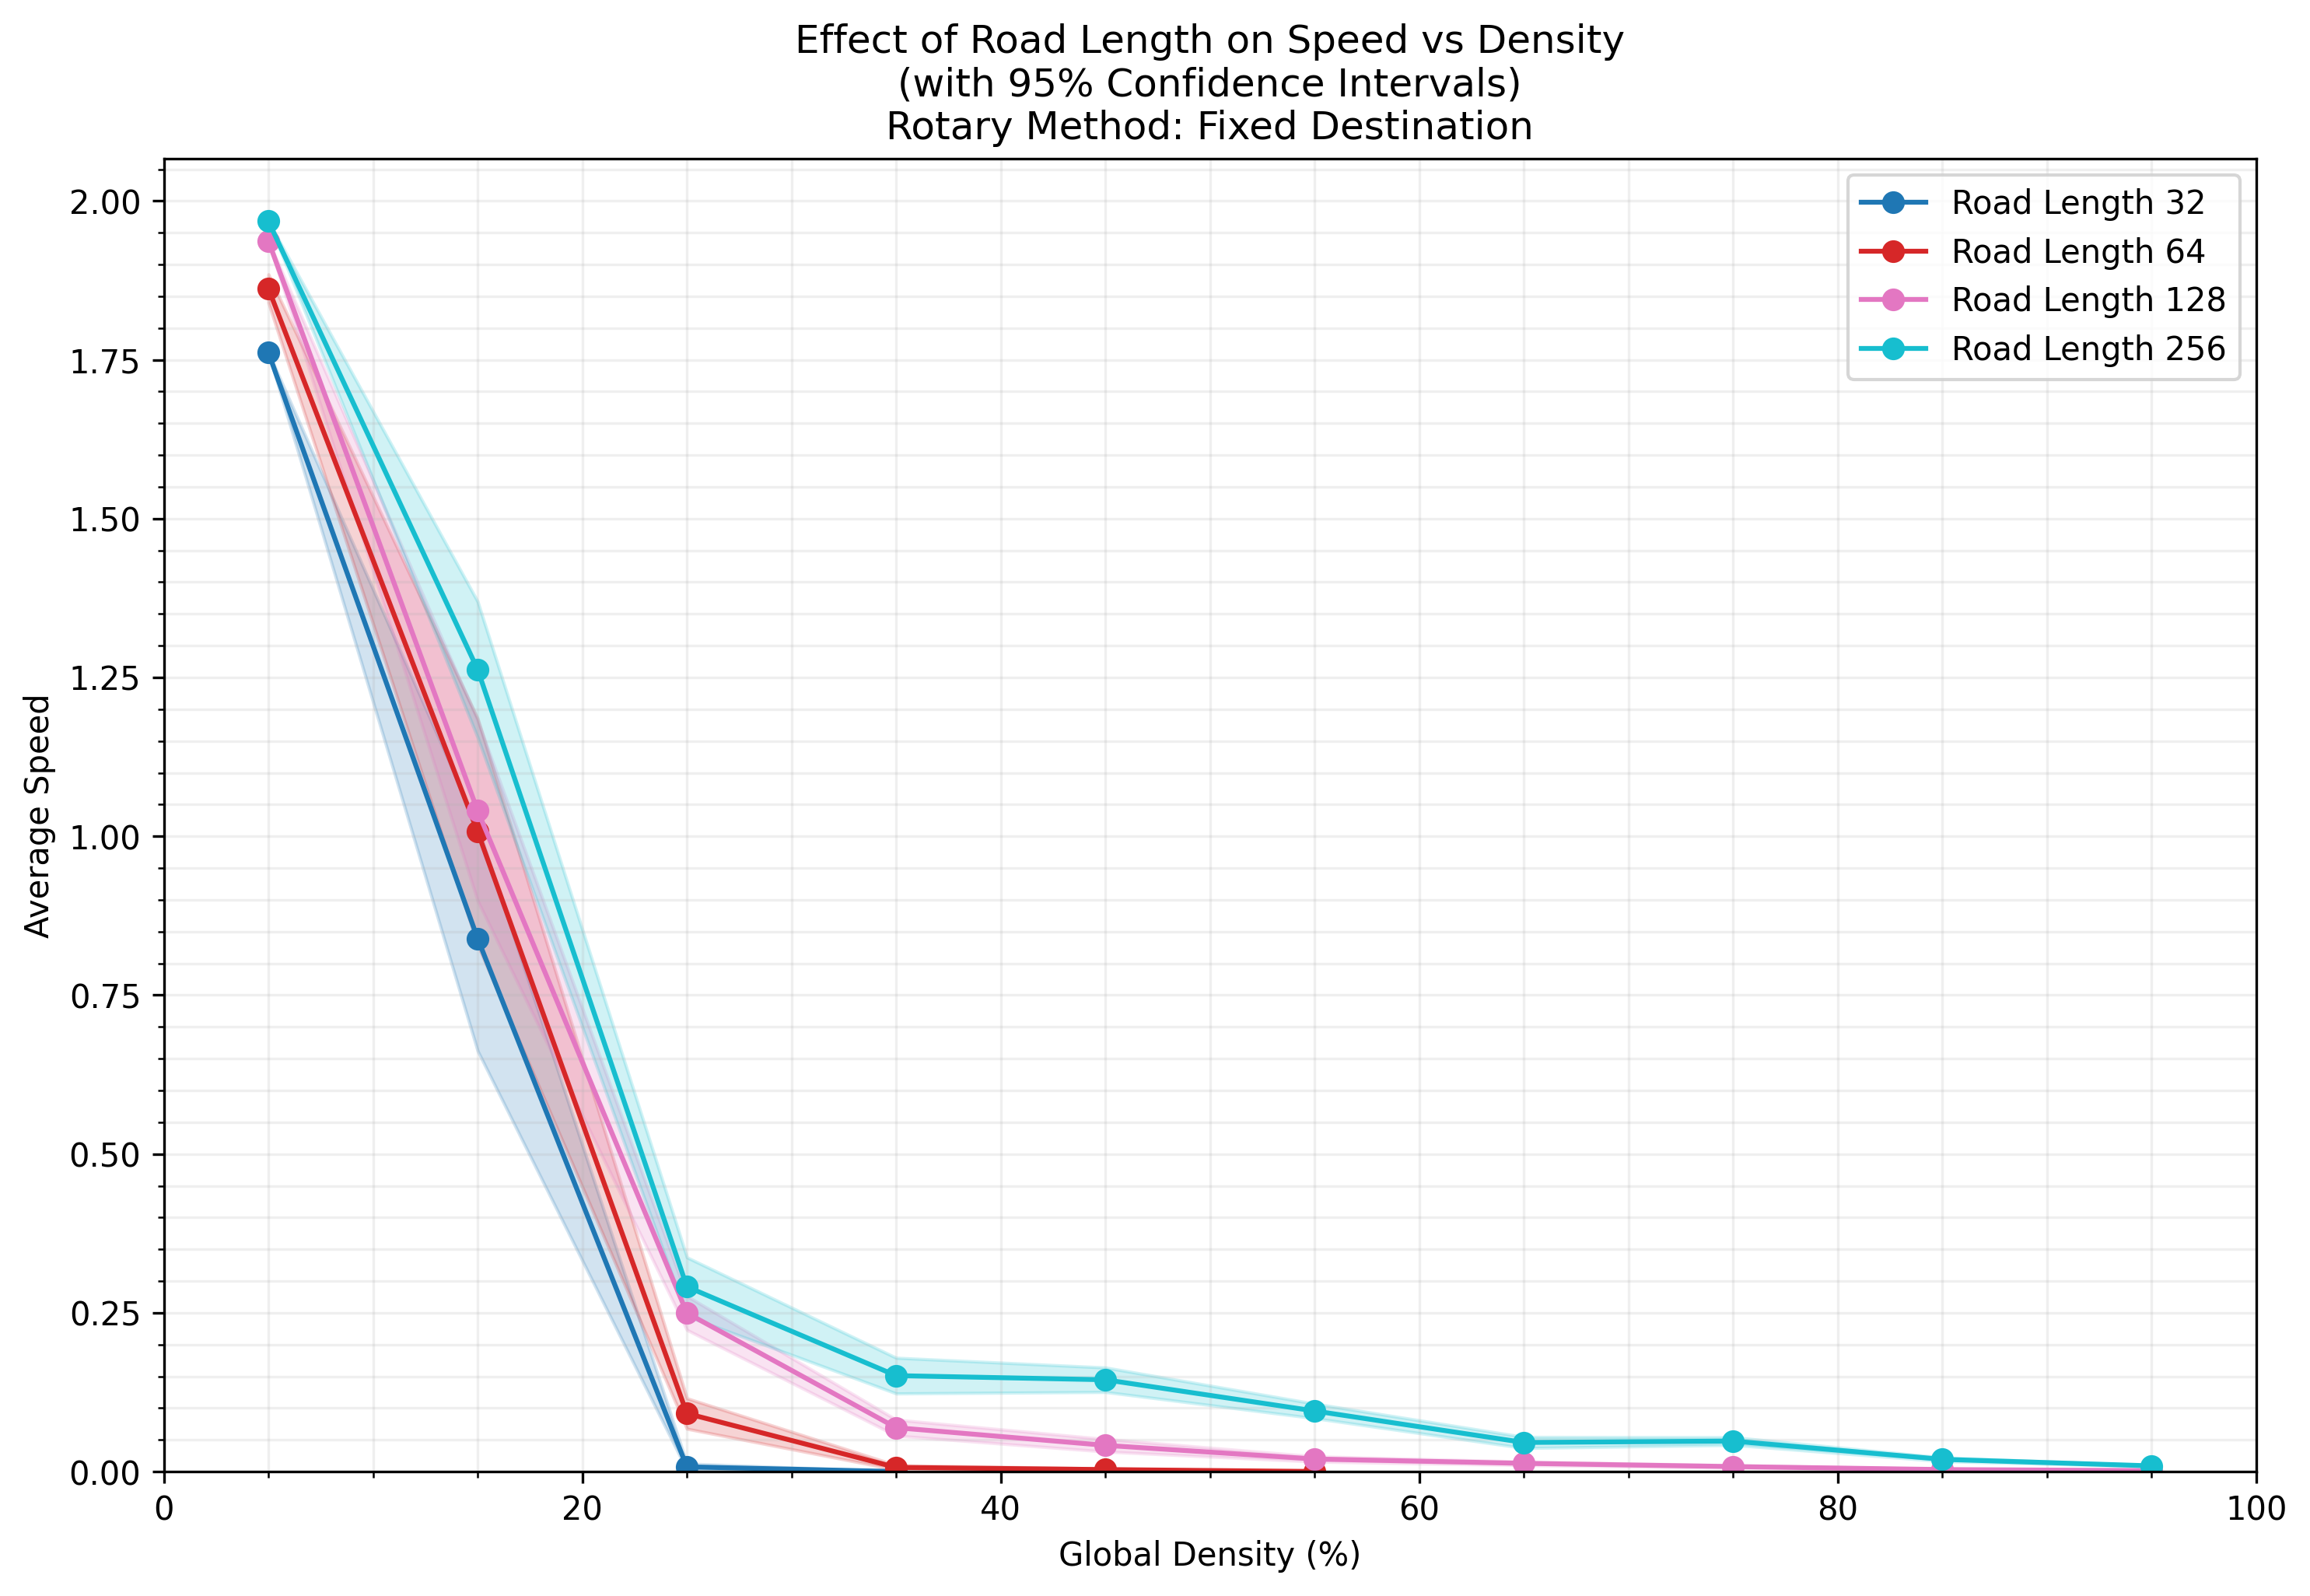 Effect of Road Length on Speed vs Density
(with 95% Confidence Intervals)
Rotary Method: Fixed Destination
Road Length 32
Road Length 64
Road Length 128
Road Length 256
Average Speed
2.00
1.75
1.50
1.25
1.00
0.75
0.50
0.25
0.00
0 20 40 60 80 100
Global Density (%)